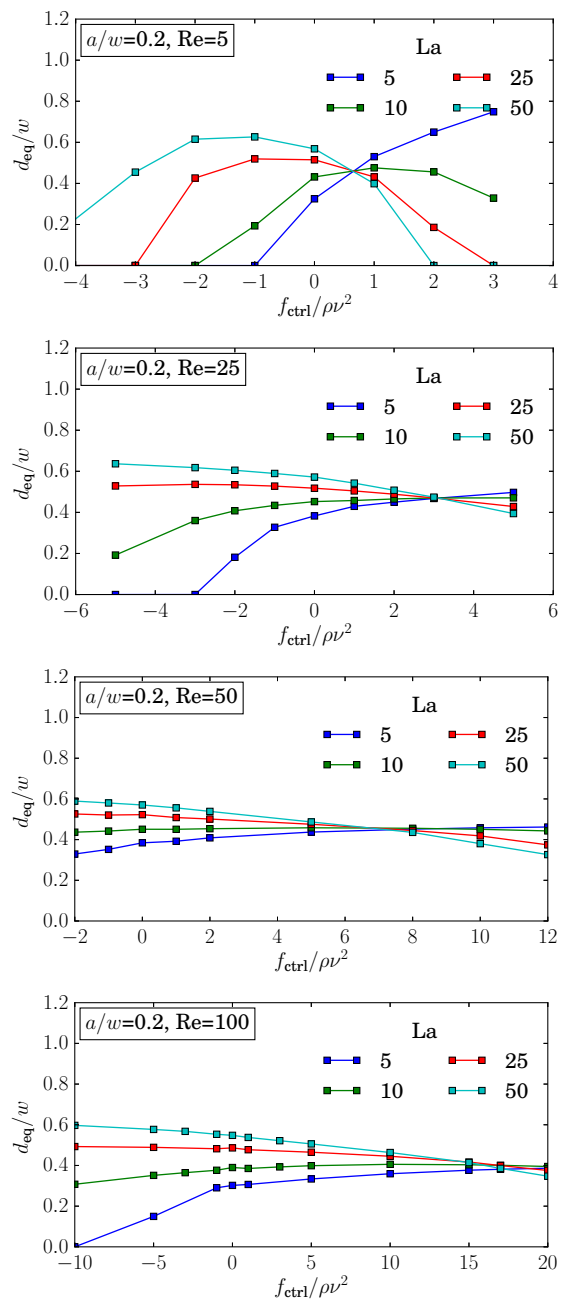 a/w=0.2, Re=5
La
5 25
10 50
1.2
1.0
0.8
0.6
0.4
0.2
0.0
d_eq/w
−4 −3 −2 −1 0 1 2 3 4
f_ctrl/ρν²
a/w=0.2, Re=25
La
5 25
10 50
1.2
1.0
0.8
0.6
0.4
0.2
0.0
d_eq/w
−6 −4 −2 0 2 4 6
f_ctrl/ρν²
a/w=0.2, Re=50
La
5 25
10 50
1.2
1.0
0.8
0.6
0.4
0.2
0.0
d_eq/w
−2 0 2 4 6 8 10 12
f_ctrl/ρν²
a/w=0.2, Re=100
La
5 25
10 50
1.2
1.0
0.8
0.6
0.4
0.2
0.0
d_eq/w
−10 −5 0 5 10 15 20
f_ctrl/ρν²